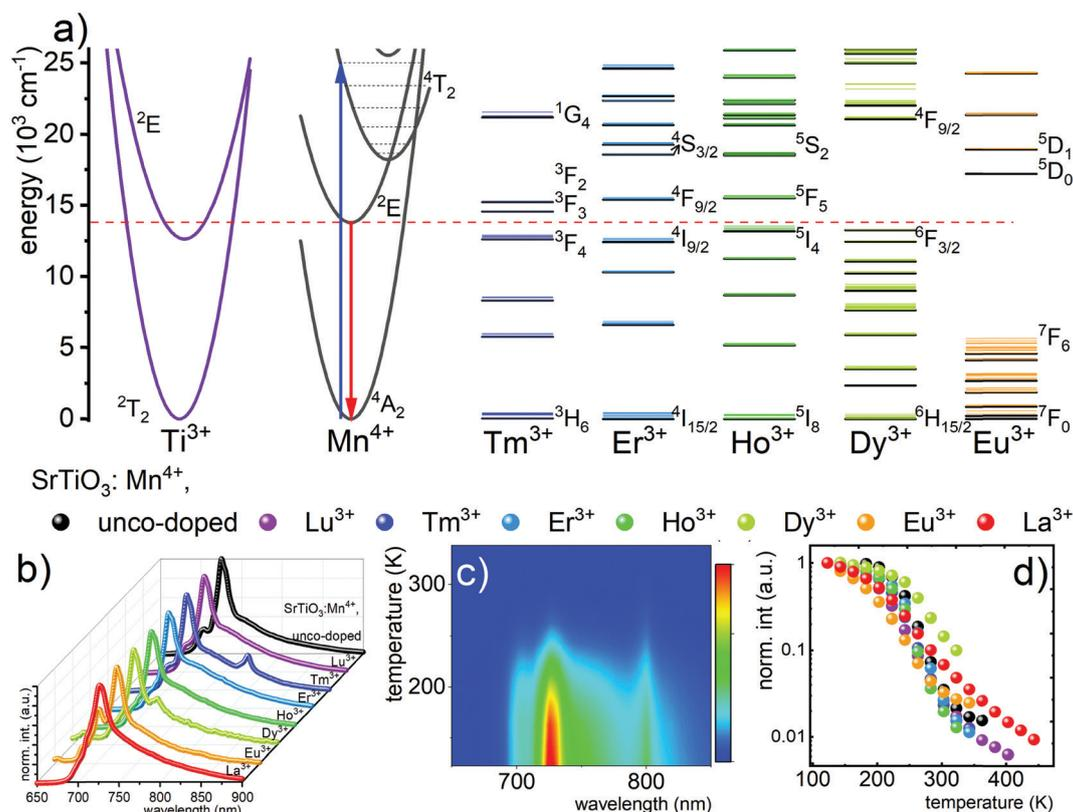 a)
energy (10³ cm⁻¹)
25
20
15
10
5
0
²E
²T₂
⁴T₂
²E
⁴A₂
¹G₄
³F₂
³F₃
³F₄
³H₆
⁴S₃/₂
⁴F₉/₂
⁴I₉/₂
⁴I₁₅/₂
⁵S₂
⁵F₅
⁵I₄
⁵I₈
⁴F₉/₂
⁶F₃/₂
⁶H₁₅/₂
⁵D₁
⁵D₀
⁷F₆
⁷F₀
Ti³⁺ Mn⁴⁺ Tm³⁺ Er³⁺ Ho³⁺ Dy³⁺ Eu³⁺
SrTiO₃: Mn⁴⁺,
unco-doped Lu³⁺ Tm³⁺ Er³⁺ Ho³⁺ Dy³⁺ Eu³⁺ La³⁺
b)
norm. int. (a.u.)
SrTiO₃:Mn⁴⁺,
unco-doped
Lu³⁺
Tm³⁺
Er³⁺
Ho³⁺
Dy³⁺
Eu³⁺
La³⁺
650 700 750 800 850 900
wavelength (nm)
c)
temperature (K)
300
200
700 800
wavelength (nm)
d)
norm. int (a.u.)
1
0.1
0.01
100 200 300 400
temperature (K)